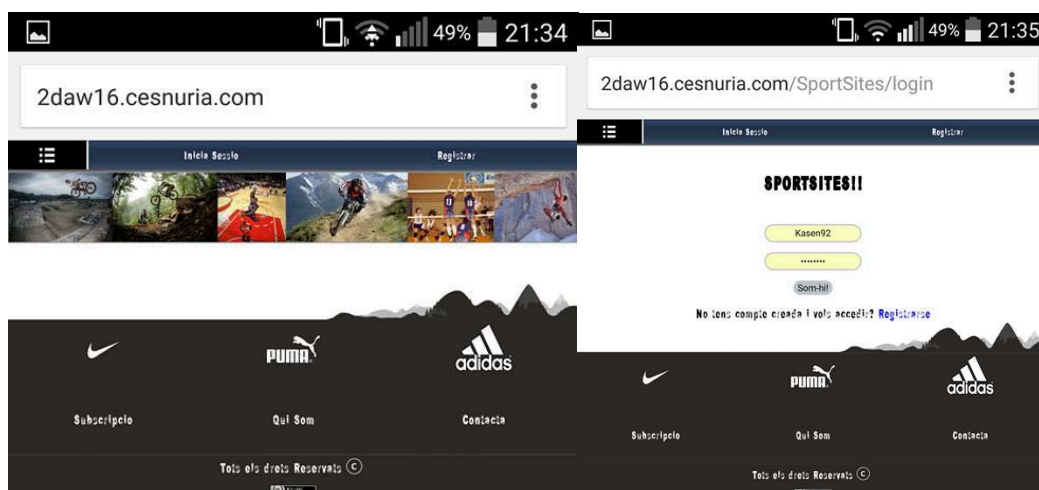 49% 21:34
2daw16.cesnuria.com
Inicia Sessio Registrar
PUMA
adidas
Subscripcio Qui Som Contacta
Tots els drets Reservats C
49% 21:35
2daw16.cesnuria.com/SportSites/login
Inicia Sessio Registrar
SPORTSITES!!
Kasen92
••••••••
Som-hi!
No tens compte creada i vols accedir? Registrarse
PUMA
adidas
Subscripcio Qui Som Contacta
Tots els drets Reservats C